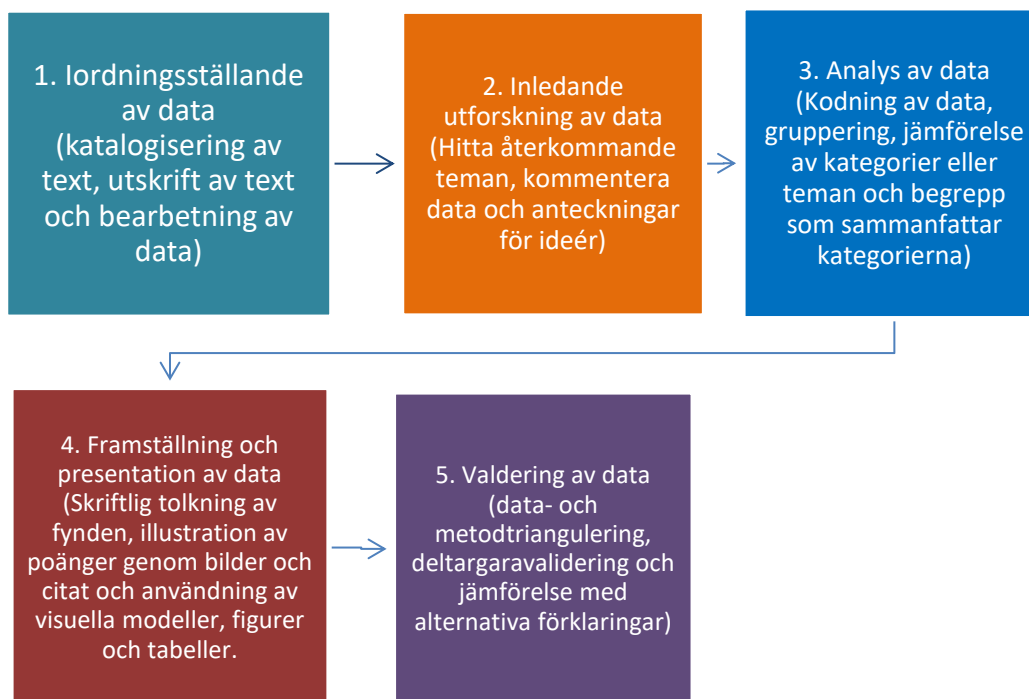 1. Iordningsställande
av data
(katalogisering av
text, utskrift av text
och bearbetning av
data)
2. Inledande
utforskning av data
(Hitta återkommande
teman, kommentera
data och anteckningar
för ideér)
3. Analys av data
(Kodning av data,
gruppering, jämförelse
av kategorier eller
teman och begrepp
som sammanfattar
kategorierna)
4. Framställning och
presentation av data
(Skriftlig tolkning av
fynden, illustration av
poänger genom bilder och
citat och användning av
visuella modeller, figurer
och tabeller.
5. Valdering av data
(data- och
metodtriangulering,
deltargaravalidering och
jämförelse med
alternativa förklaringar)